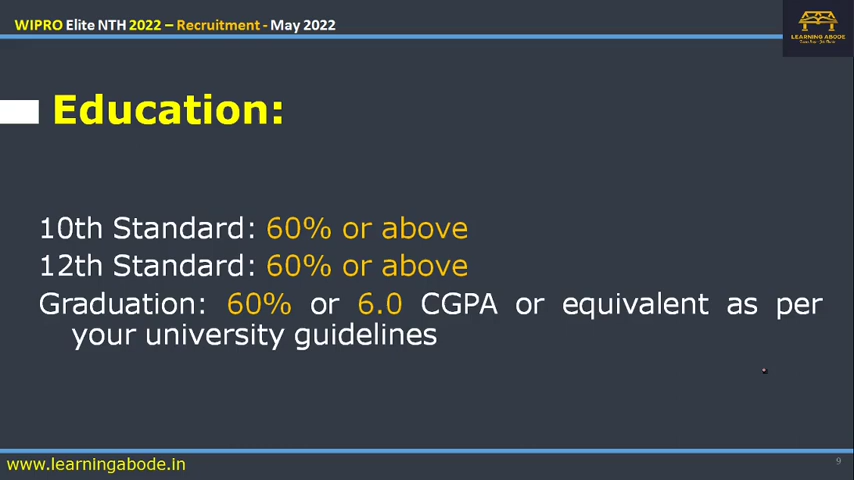 WIPRO Elite NTH 2022 – Recruitment - May 2022
LEARNING ABODE
Education:
10th Standard: 60% or above
12th Standard: 60% or above
Graduation: 60% or 6.0 CGPA or equivalent as per
your university guidelines
www.learningabode.in
9